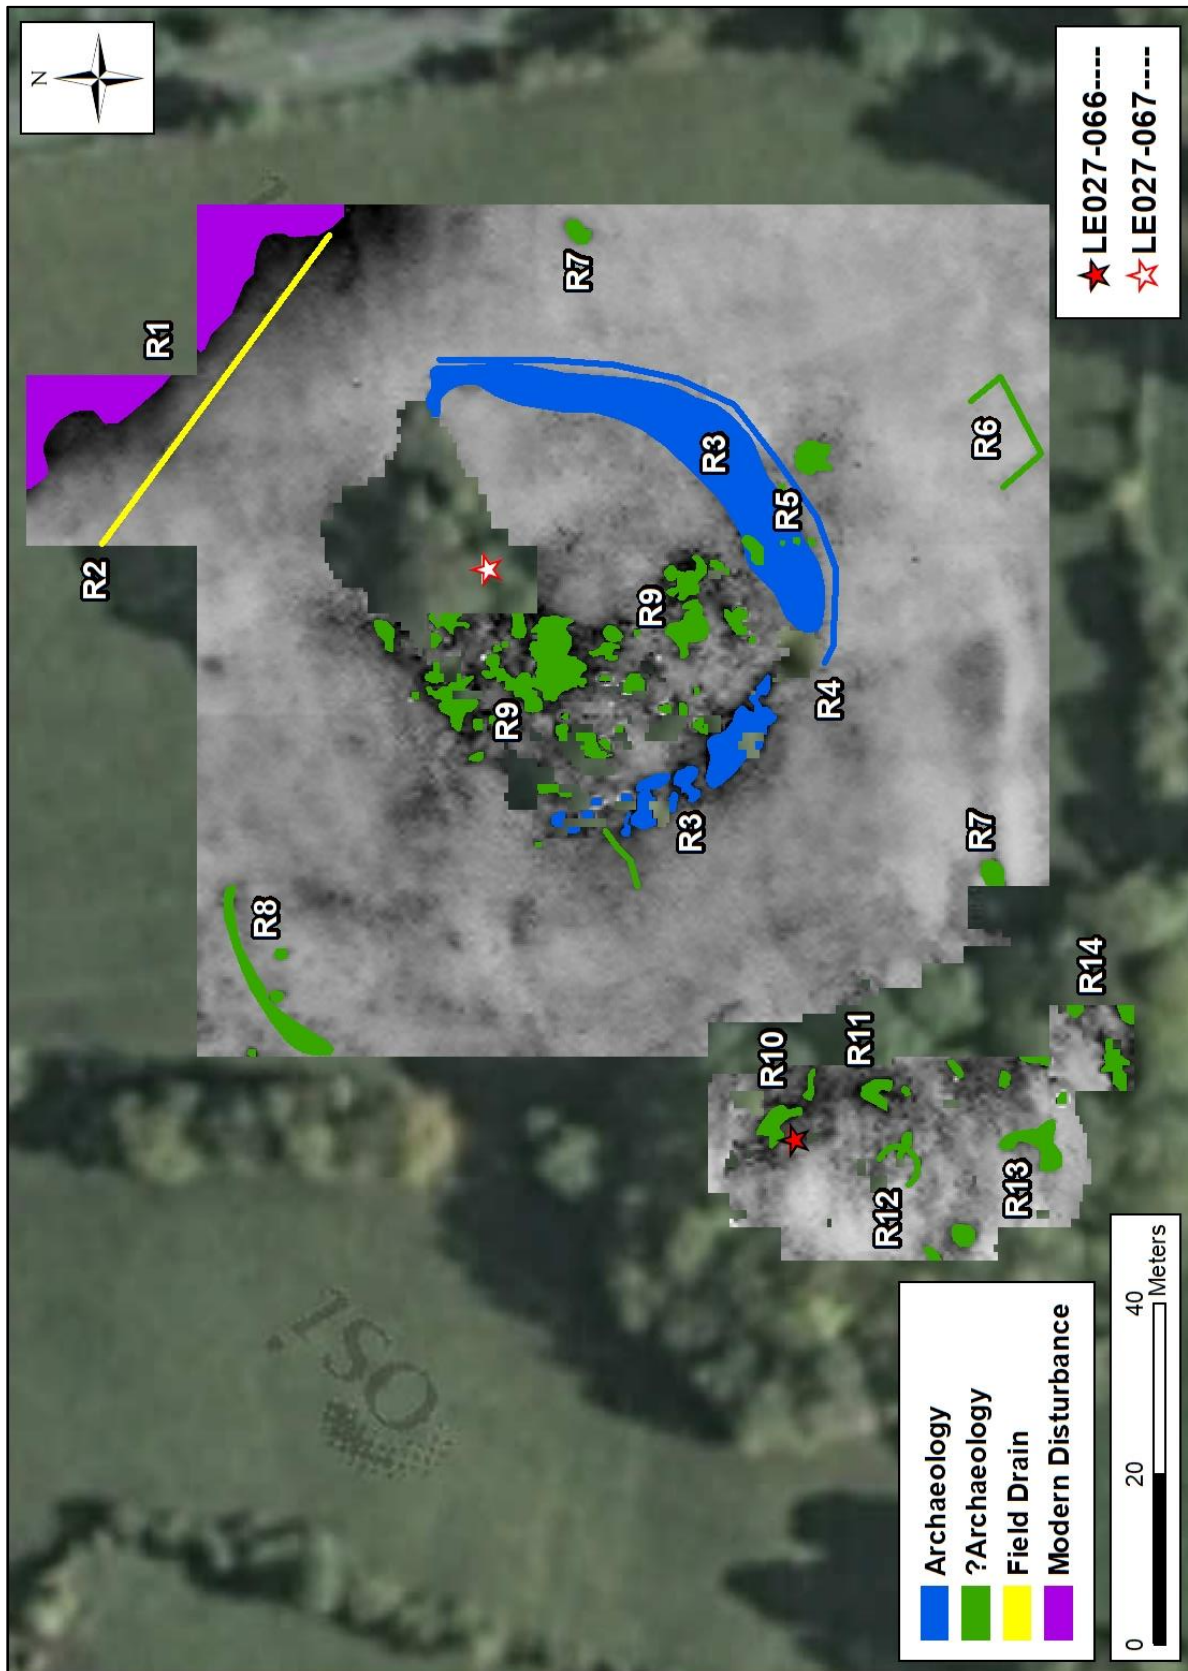 N
R1
R2
R7
R3
R5
R6
R9
R9
R4
R3
R8
R7
R14
R10
R11
R12
R13
LE027-066----
LE027-067----
OSI
Archaeology
?Archaeology
Field Drain
Modern Disturbance
0 20 40
Meters